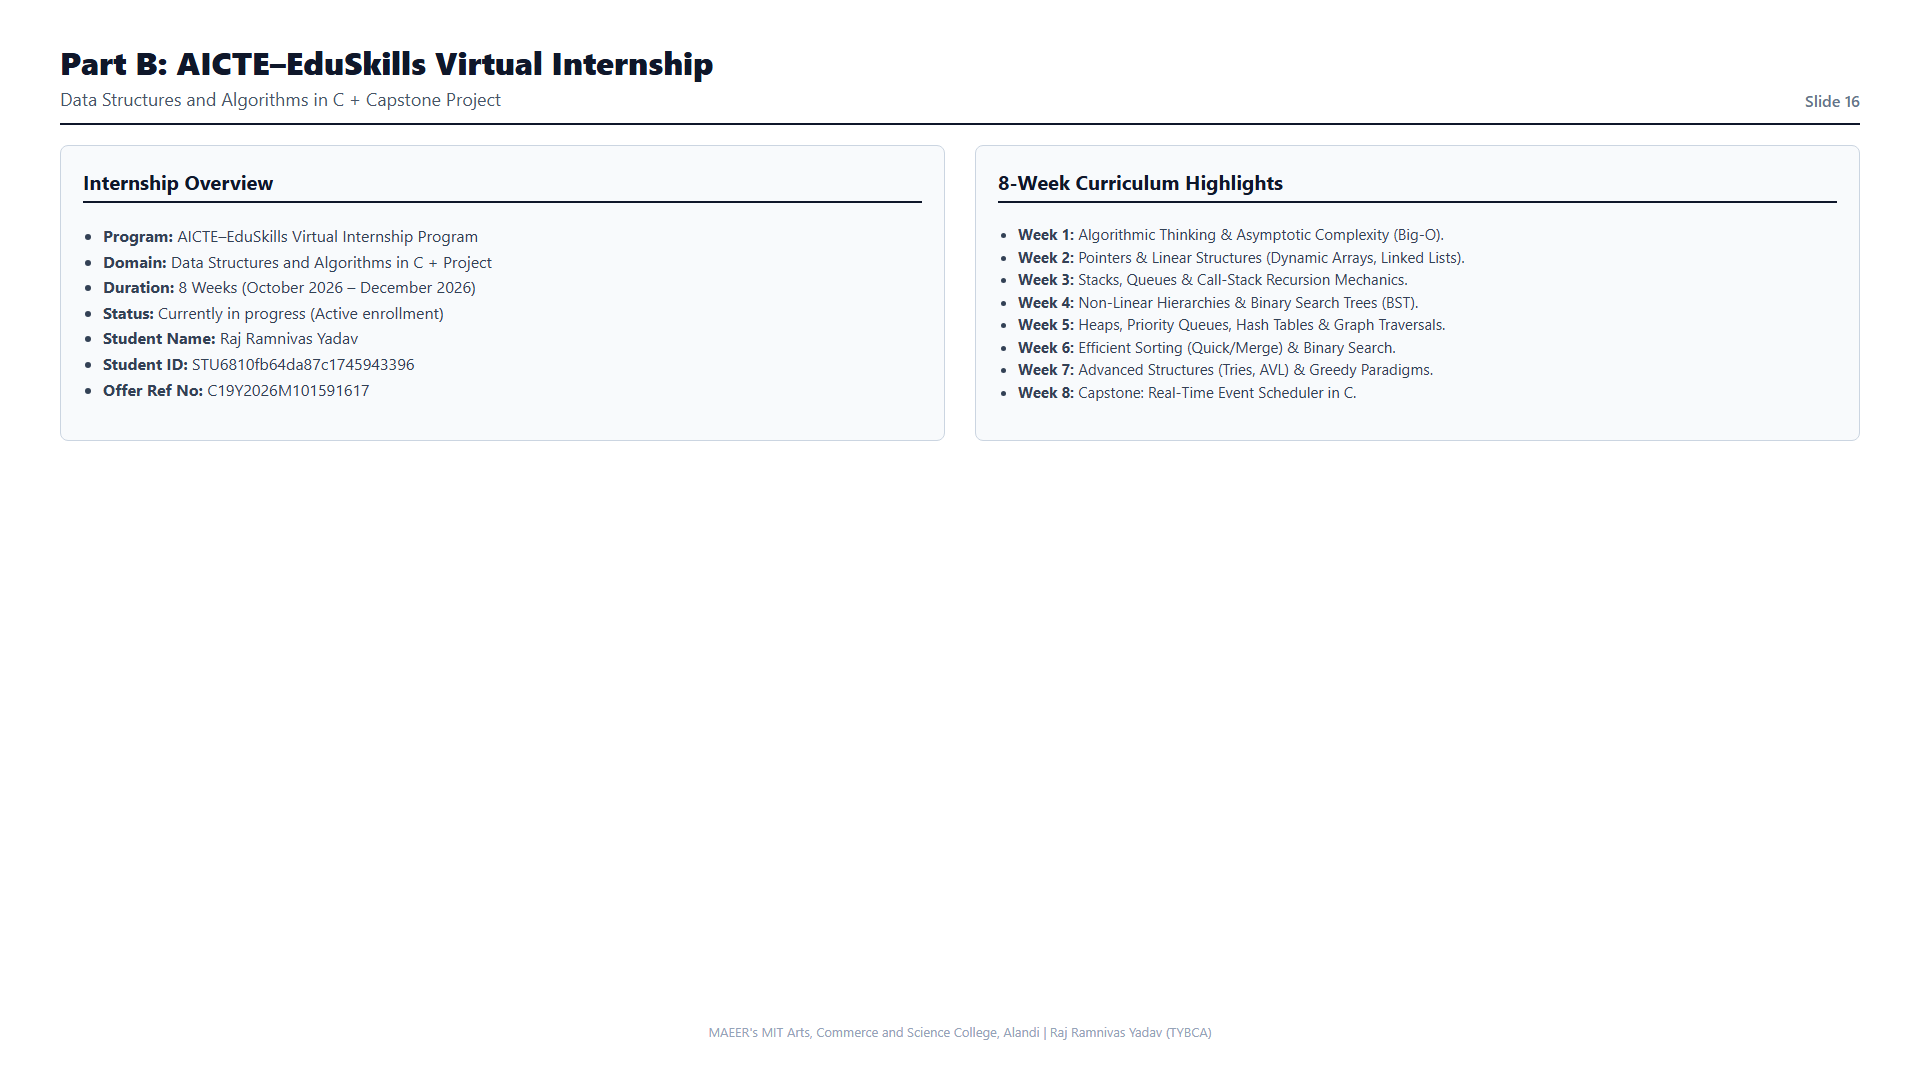 Part B: AICTE–EduSkills Virtual Internship
Data Structures and Algorithms in C + Capstone Project
Slide 16
Internship Overview
• Program: AICTE–EduSkills Virtual Internship Program
• Domain: Data Structures and Algorithms in C + Project
• Duration: 8 Weeks (October 2026 – December 2026)
• Status: Currently in progress (Active enrollment)
• Student Name: Raj Ramnivas Yadav
• Student ID: STU6810fb64da87c1745943396
• Offer Ref No: C19Y2026M101591617
8-Week Curriculum Highlights
• Week 1: Algorithmic Thinking & Asymptotic Complexity (Big-O).
• Week 2: Pointers & Linear Structures (Dynamic Arrays, Linked Lists).
• Week 3: Stacks, Queues & Call-Stack Recursion Mechanics.
• Week 4: Non-Linear Hierarchies & Binary Search Trees (BST).
• Week 5: Heaps, Priority Queues, Hash Tables & Graph Traversals.
• Week 6: Efficient Sorting (Quick/Merge) & Binary Search.
• Week 7: Advanced Structures (Tries, AVL) & Greedy Paradigms.
• Week 8: Capstone: Real-Time Event Scheduler in C.
MAEER's MIT Arts, Commerce and Science College, Alandi | Raj Ramnivas Yadav (TYBCA)